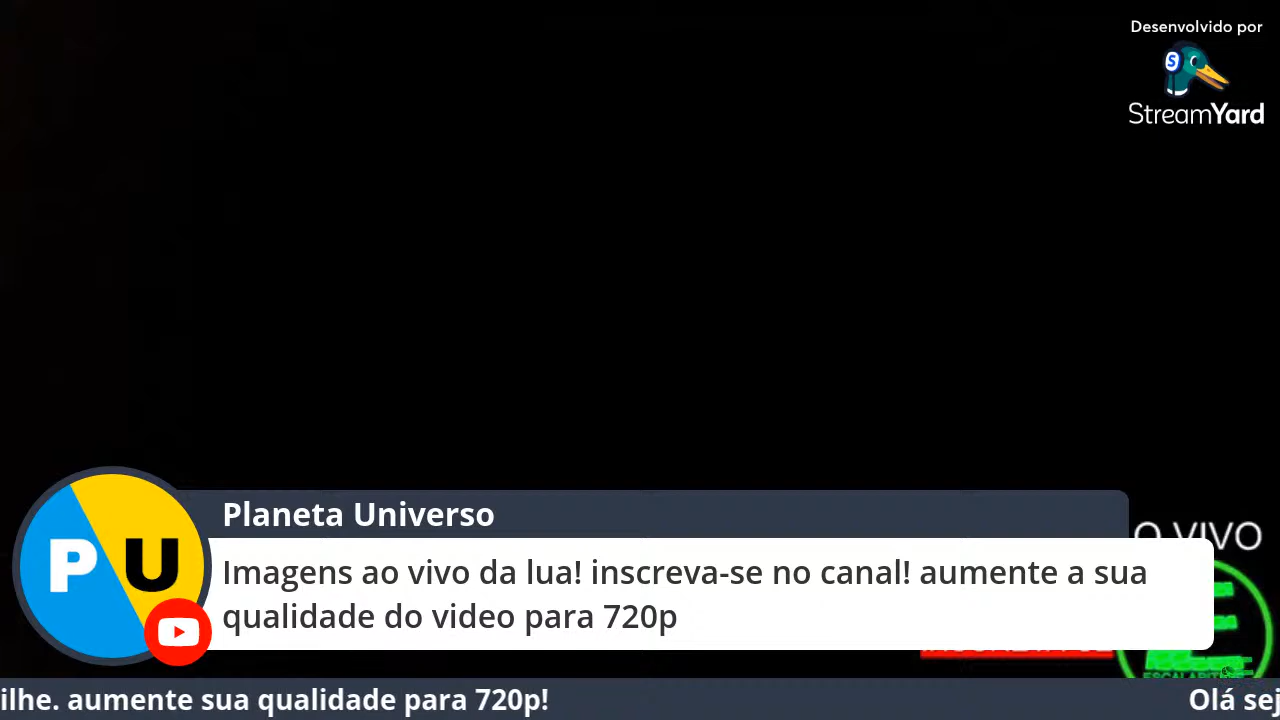 Desenvolvido por
S
StreamYard
Planeta Universo
PU
O VIVO
Imagens ao vivo da lua! inscreva-se no canal! aumente a sua
qualidade do video para 720p
ilhe. aumente sua qualidade para 720p!
Olá sej